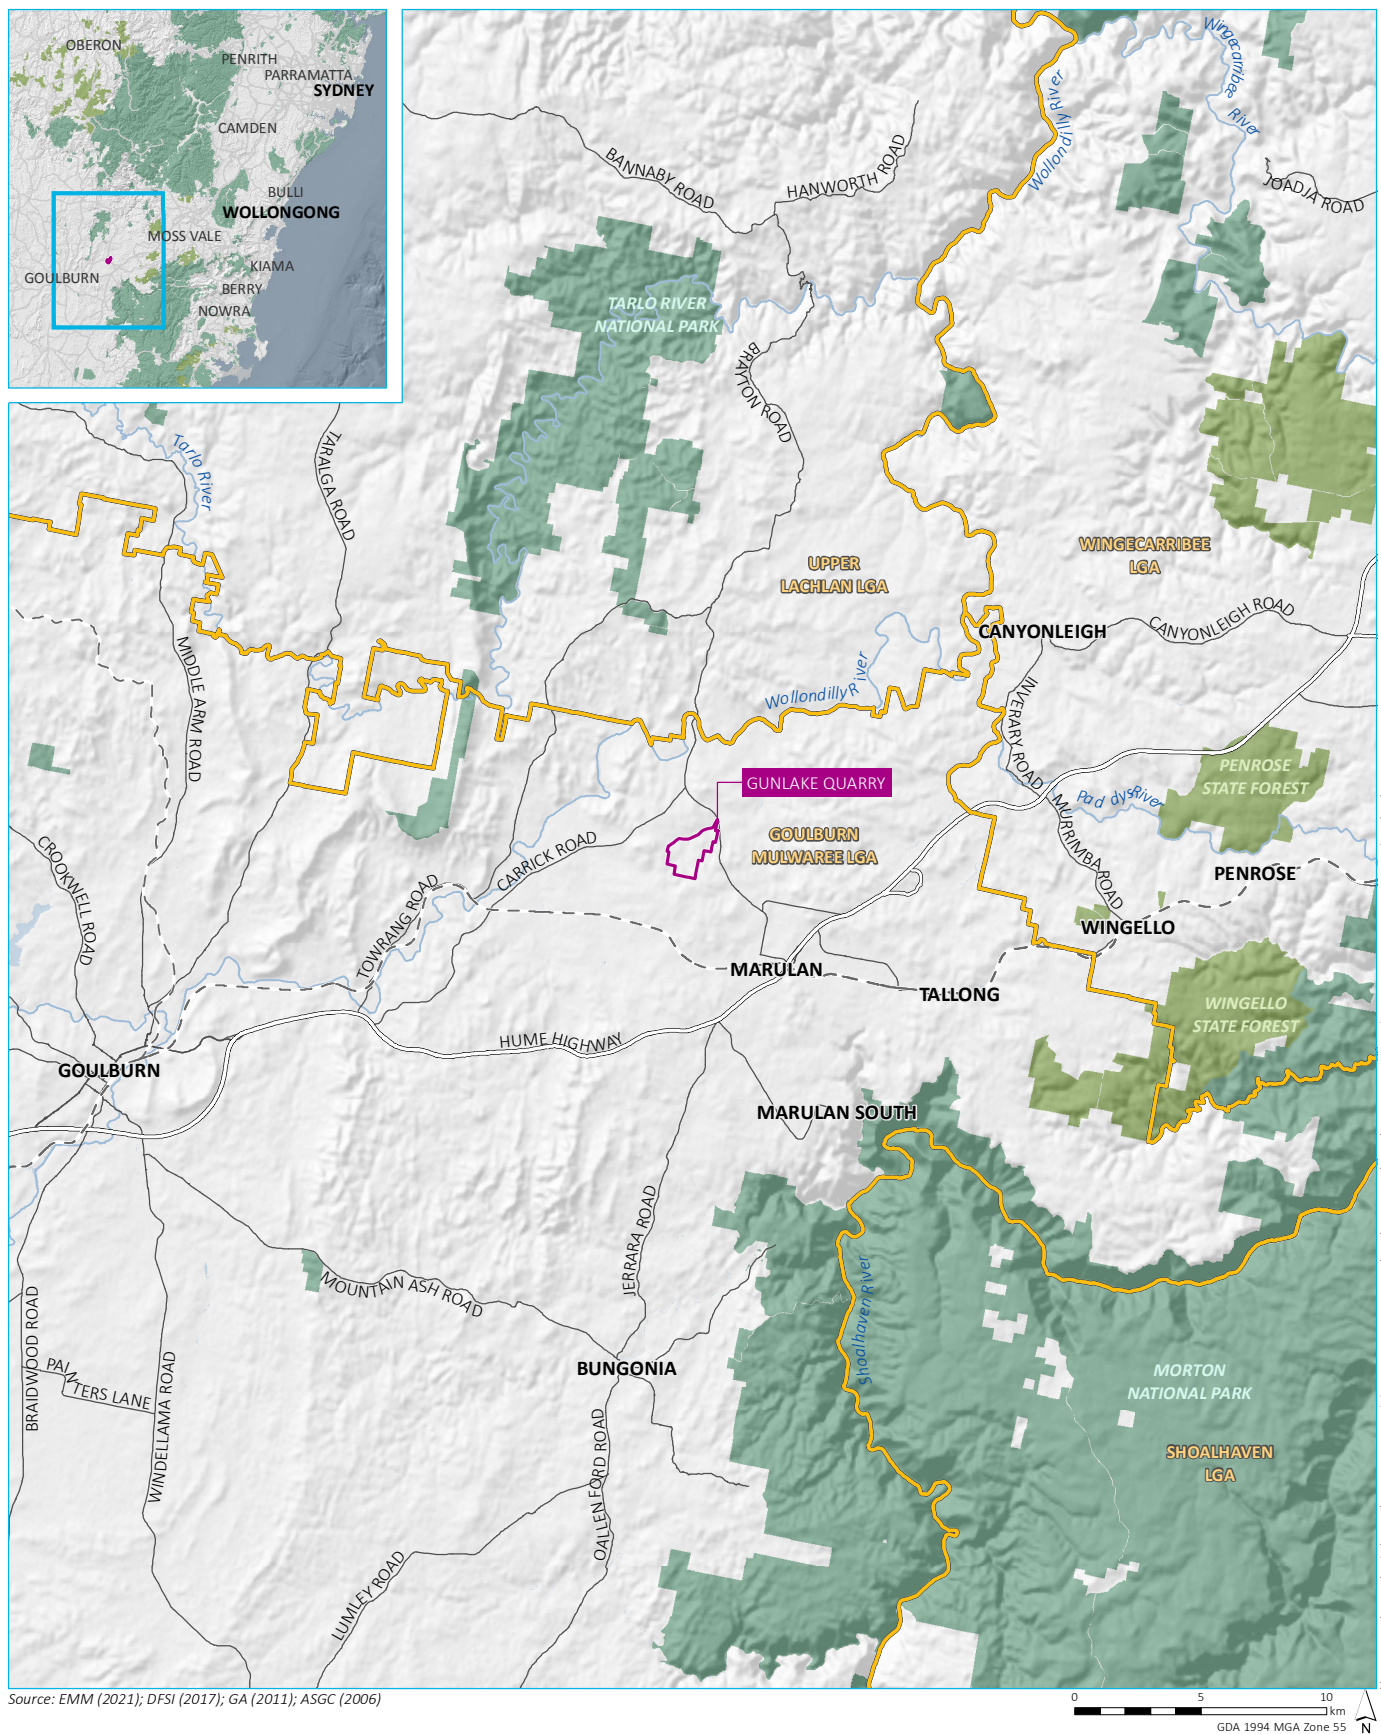 OBERON
PENRITH
PARRAMATTA
SYDNEY
CAMDEN
BULLI
WOLLONGONG
MOSS VALE
KIAMA
GOULBURN
BERRY
NOWRA
Wingecarribee River
Wollondilly River
BANNABY ROAD
HANWORTH ROAD
JOADJA ROAD
TARLO RIVER
NATIONAL PARK
BRAYTON ROAD
Tarlo River
TARALGA ROAD
WINGECARRIBEE
LGA
UPPER
LACHLAN LGA
CANYONLEIGH ROAD
CANYONLEIGH
MIDDLE ARM ROAD
Wollondilly River
INVERARY ROAD
PENROSE
STATE FOREST
GUNLAKE QUARRY
Paddys River
MURRIMBA ROAD
GOULBURN
MULWAREE LGA
CARRICK ROAD
CROOKWELL ROAD
PENROSE
TOWRANG ROAD
WINGELLO
MARULAN
TALLONG
WINGELLO
STATE FOREST
HUME HIGHWAY
GOULBURN
MARULAN SOUTH
JERRARA ROAD
MOUNTAIN ASH ROAD
Shoalhaven River
BRAIDWOOD ROAD
PAINTERS LANE
WINDELLAMA ROAD
BUNGONIA
MORTON
NATIONAL PARK
OALLEN FORD ROAD
SHOALHAVEN
LGA
LUMLEY ROAD
Source: EMM (2021); DFSI (2017); GA (2011); ASGC (2006)
0 5 10
km
GDA 1994 MGA Zone 55
N